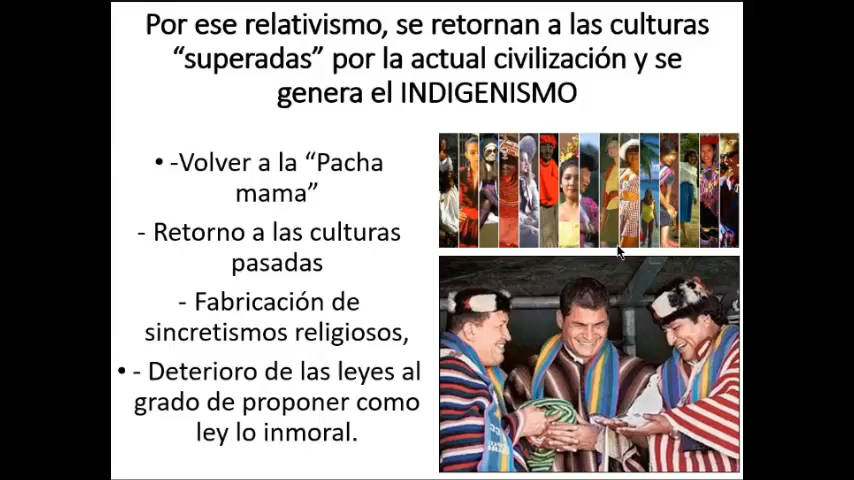 Por ese relativismo, se retornan a las culturas
“superadas” por la actual civilización y se
genera el INDIGENISMO
• -Volver a la “Pacha
mama”
- Retorno a las culturas
pasadas
- Fabricación de
sincretismos religiosos,
• - Deterioro de las leyes al
grado de proponer como
ley lo inmoral.